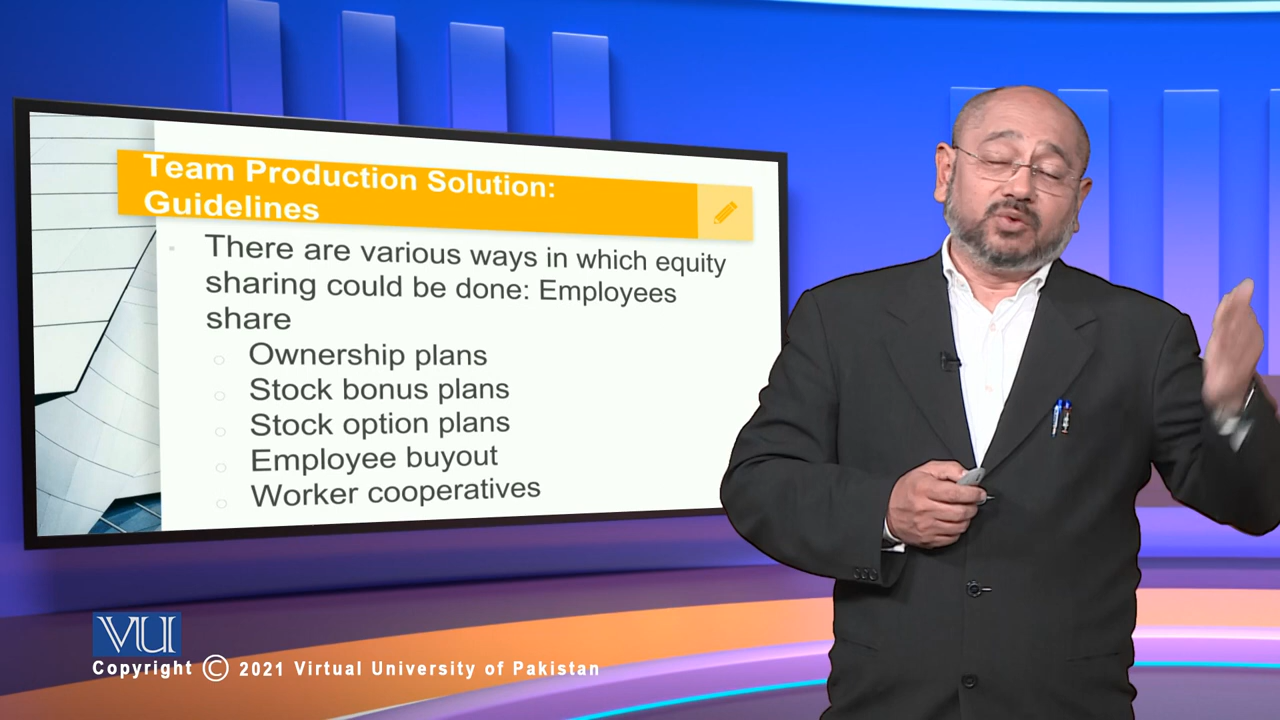 Team Production Solution:
Guidelines
There are various ways in which equity
sharing could be done: Employees
share
Ownership plans
Stock bonus plans
Stock option plans
Employee buyout
Worker cooperatives
VU
Copyright © 2021 Virtual University of Pakistan